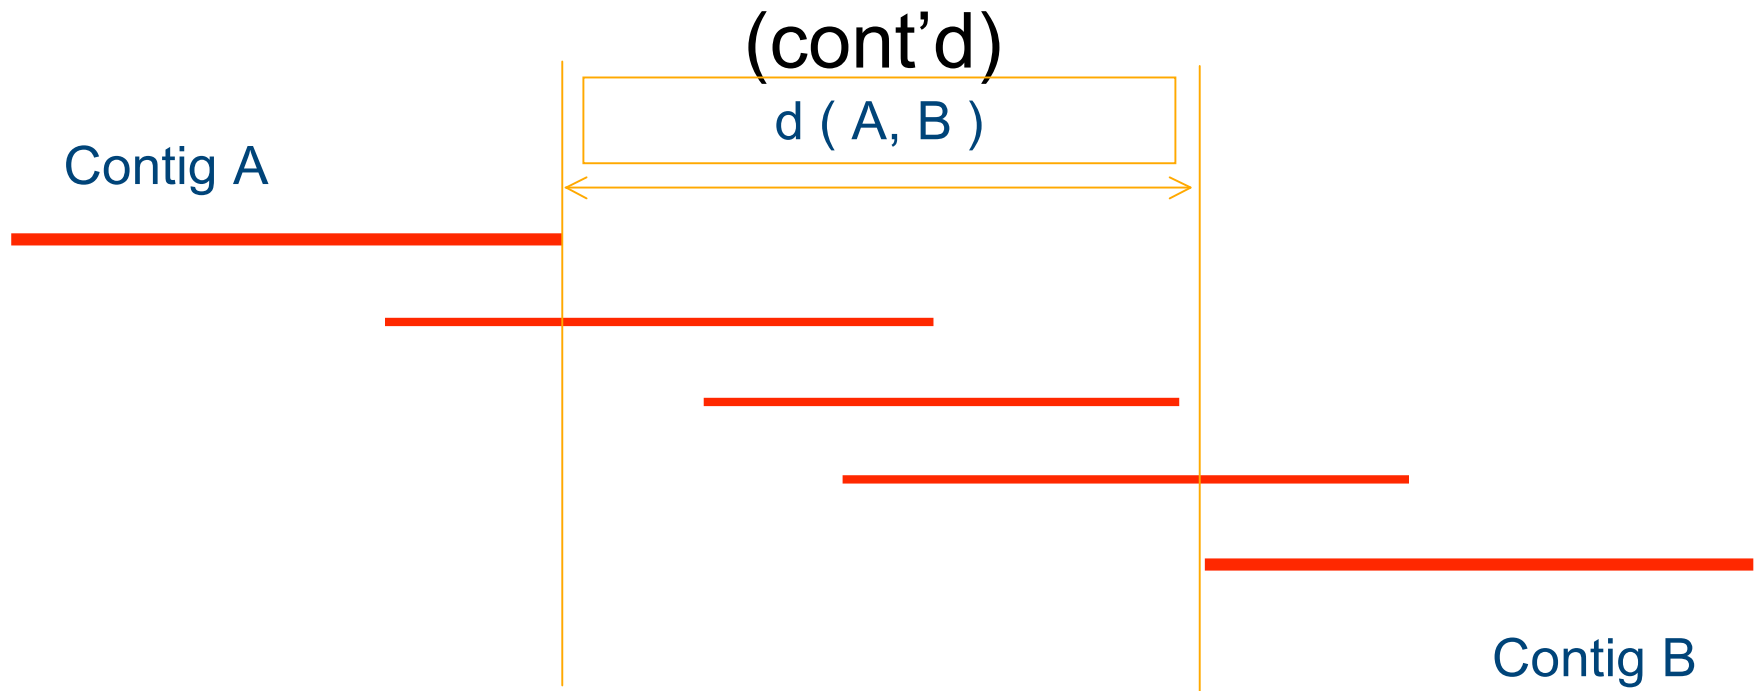 (cont’d)
d ( A, B )
Contig A
Contig B